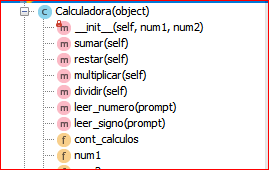 Calculadora(object)
__init__(self, num1, num2)
sumar(self)
restar(self)
multiplicar(self)
dividir(self)
leer_numero(prompt)
leer_signo(prompt)
cont_calculos
num1